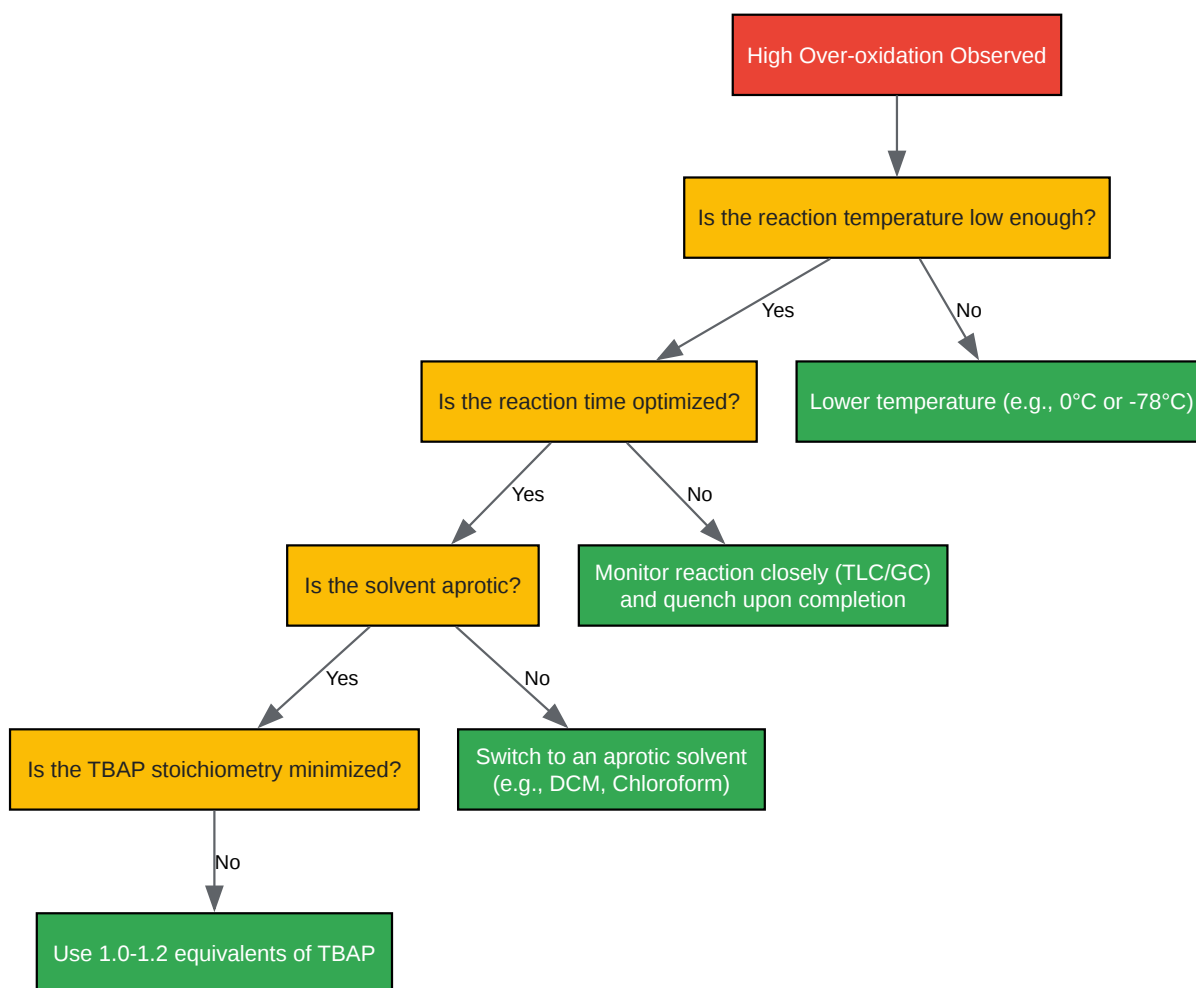 High Over-oxidation Observed
Is the reaction temperature low enough?
Yes
No
Is the reaction time optimized?
Lower temperature (e.g., 0°C or -78°C)
Yes
No
Is the solvent aprotic?
Monitor reaction closely (TLC/GC)
and quench upon completion
Yes
No
Is the TBAP stoichiometry minimized?
Switch to an aprotic solvent
(e.g., DCM, Chloroform)
No
Use 1.0-1.2 equivalents of TBAP